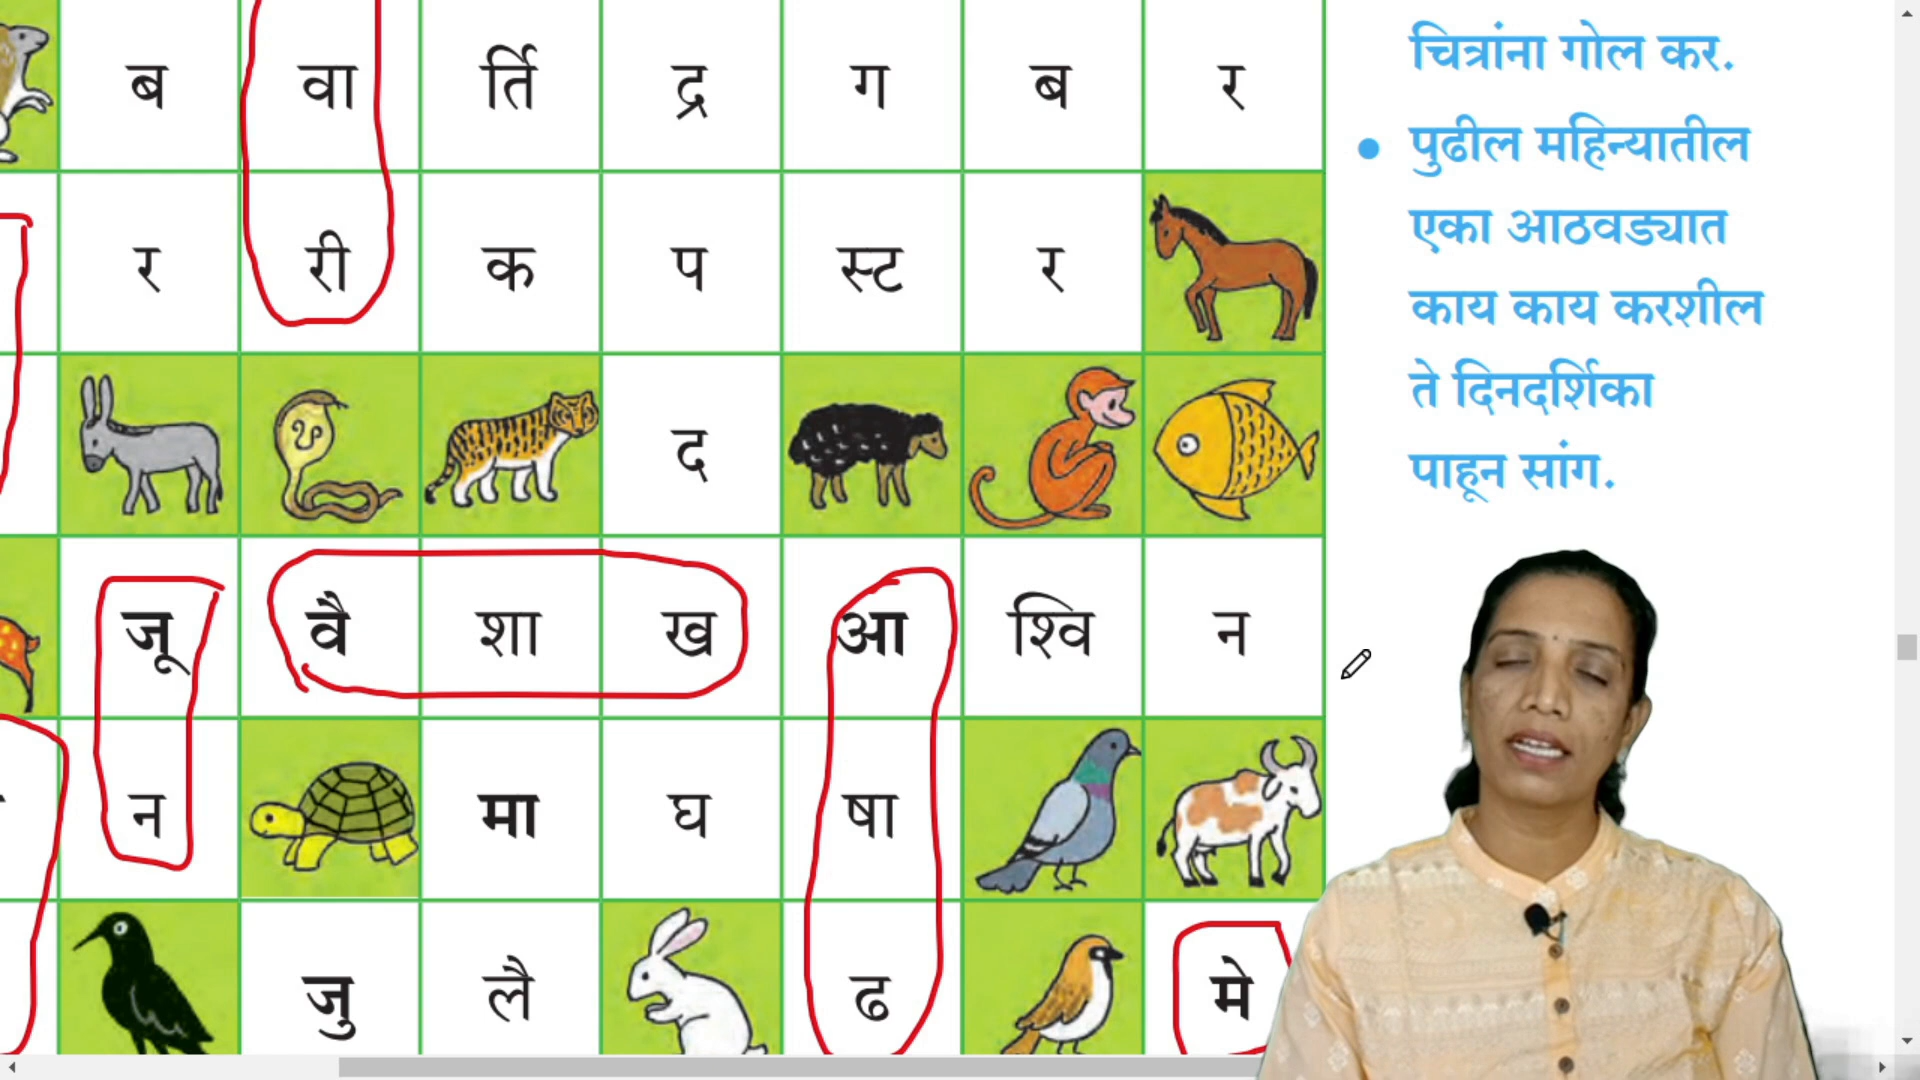 ब वा र्ति द्र ग ब र
र री क प स्ट र
द
जू वै शा ख आ श्वि न
न मा घ षा
जु लै ढ मे
चित्रांना गोल कर.
• पुढील महिन्यातील
एका आठवड्यात
काय काय करशील
ते दिनदर्शिका
पाहून सांग.